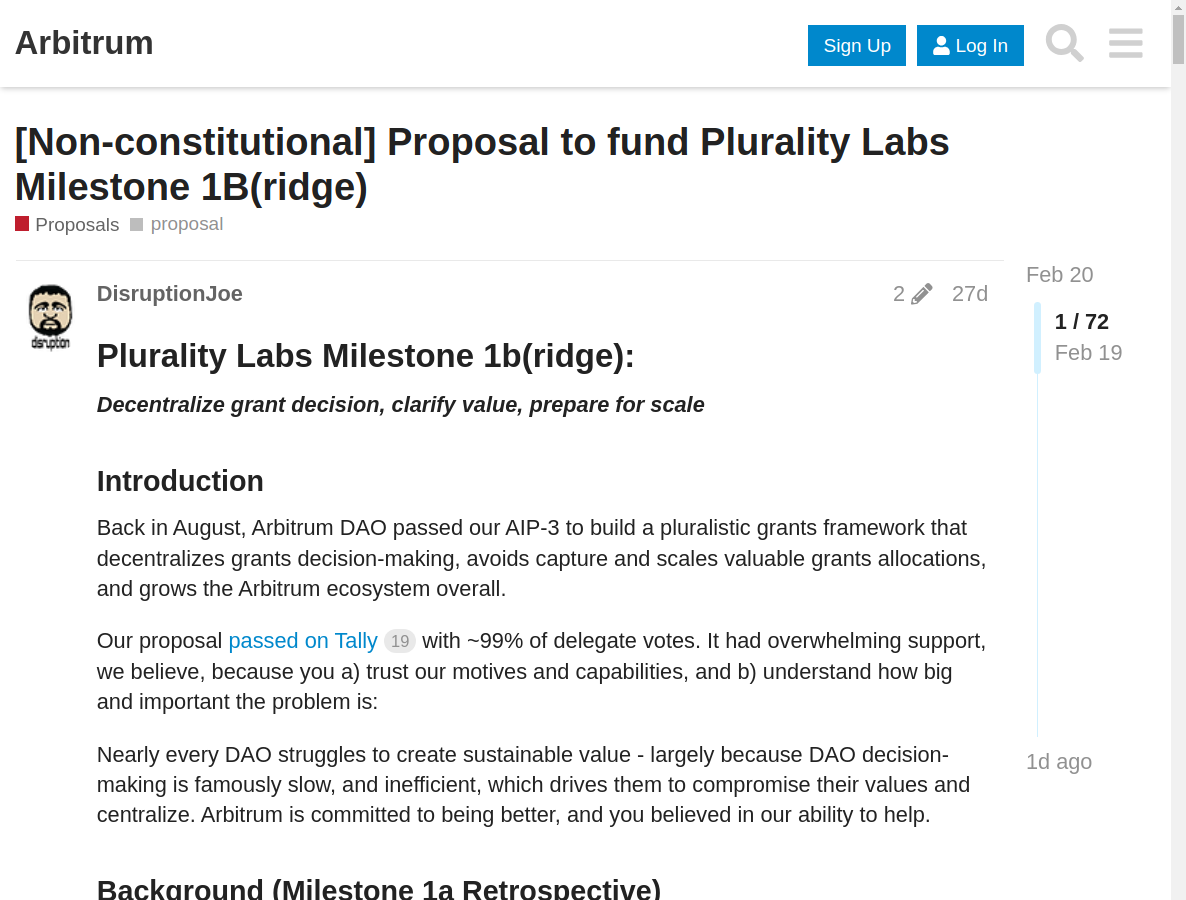 Arbitrum
Sign Up
Log In
[Non-constitutional] Proposal to fund Plurality Labs
Milestone 1B(ridge)
Proposals proposal
DisruptionJoe
2 27d
disruption
Plurality Labs Milestone 1b(ridge):
Decentralize grant decision, clarify value, prepare for scale
Introduction
Back in August, Arbitrum DAO passed our AIP-3 to build a pluralistic grants framework that
decentralizes grants decision-making, avoids capture and scales valuable grants allocations,
and grows the Arbitrum ecosystem overall.
Our proposal passed on Tally 19 with ~99% of delegate votes. It had overwhelming support,
we believe, because you a) trust our motives and capabilities, and b) understand how big
and important the problem is:
Nearly every DAO struggles to create sustainable value - largely because DAO decision-
making is famously slow, and inefficient, which drives them to compromise their values and
centralize. Arbitrum is committed to being better, and you believed in our ability to help.
Background (Milestone 1a Retrospective)
Feb 20
1 / 72
Feb 19
1d ago